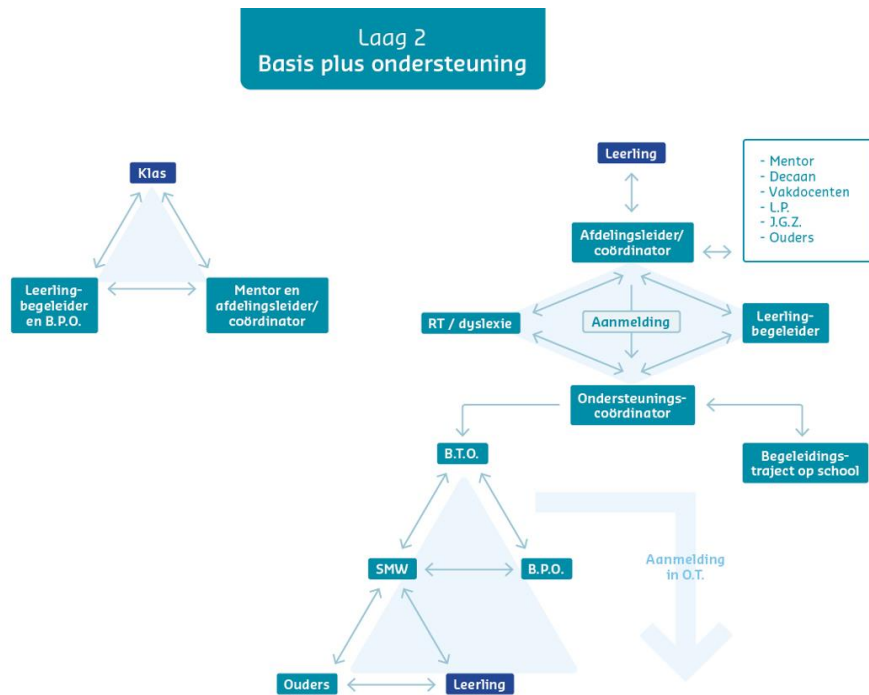 Laag 2
Basis plus ondersteuning
Klas
Leerling-
begeleider
en B.P.O.
Mentor en
afdelingsleider/
coördinator
Leerling
- Mentor
- Decaan
- Vakdocenten
- L.P.
- J.G.Z.
- Ouders
Afdelingsleider/
coördinator
RT / dyslexie
Aanmelding
Leerling-
begeleider
Ondersteunings-
coördinator
Begeleidings-
traject op school
B.T.O.
SMW
B.P.O.
Aanmelding
in O.T.
Ouders
Leerling